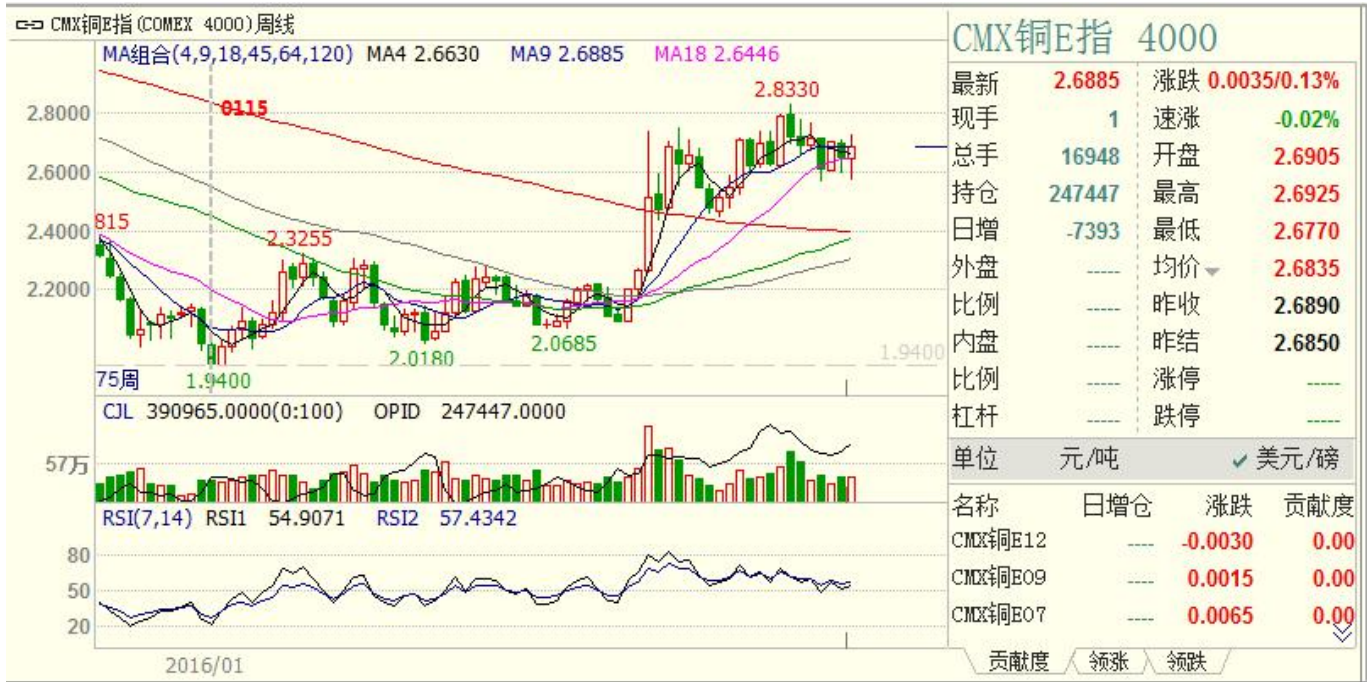 CMX铜E指(COMEX 4000)周线
MA组合(4,9,18,45,64,120) MA4 2.6630 MA9 2.6885 MA18 2.6446
2.8330
0115
2.8000
2.6000
815
2.4000
2.3255
2.2000
2.0180
2.0685
1.9400
75周
1.9400
CJL 390965.0000(0:100) OPID 247447.0000
57万
RSI(7,14) RSI1 54.9071 RSI2 57.4342
80
50
20
2016/01
CMX铜E指 4000
最新 2.6885 涨跌 0.0035/0.13%
现手 1 速涨 -0.02%
总手 16948 开盘 2.6905
持仓 247447 最高 2.6925
日增 -7393 最低 2.6770
外盘 ---- 均价 2.6835
比例 ---- 昨收 2.6890
内盘 ---- 昨结 2.6850
比例 ---- 涨停 ----
杠杆 ---- 跌停 ----
单位 元/吨 美元/磅
名称 日增仓 涨跌 贡献度
CMX铜E12 ---- -0.0030 0.00
CMX铜E09 ---- 0.0015 0.00
CMX铜E07 ---- 0.0065 0.00
贡献度 领涨 领跌